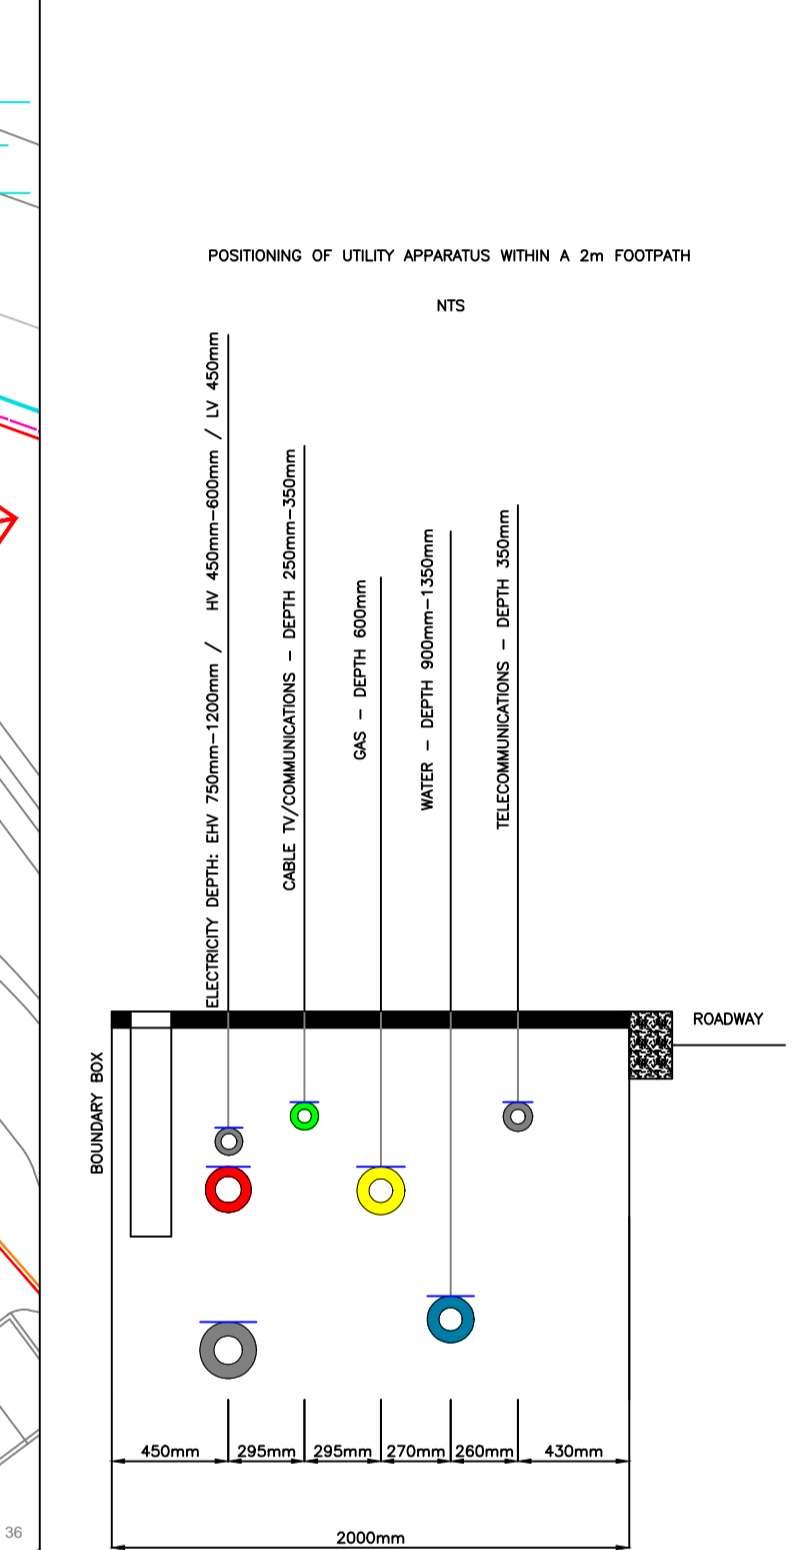 POSITIONING OF UTILITY APPARATUS WITHIN A 2m FOOTPATH
NTS
ELECTRICITY DEPTH: EHV 750mm-1200mm / HV 450mm-600mm / LV 450mm
CABLE TV/COMMUNICATIONS - DEPTH 250mm-350mm
GAS - DEPTH 600mm
WATER - DEPTH 900mm-1350mm
TELECOMMUNICATIONS - DEPTH 350mm
ROADWAY
BOUNDARY BOX
450mm 295mm 295mm 270mm 260mm 430mm
2000mm
36